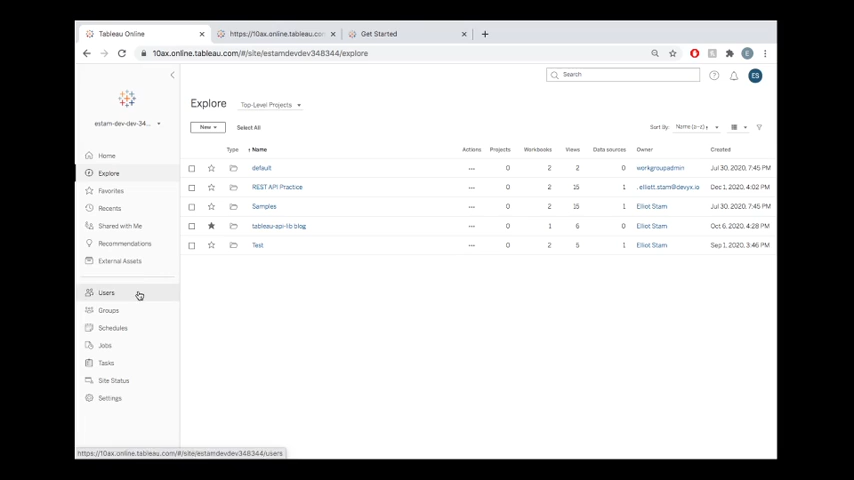 Tableau Online
https://10ax.online.tableau.com/
Get Started
10ax.online.tableau.com/#/site/estamdevdev348344/explore
E
Search
ES
estam-dev-dev-34...
Home
Explore
Favorites
Recents
Shared with Me
Recommendations
External Assets
Users
Groups
Schedules
Jobs
Tasks
Site Status
Settings
Explore Top-Level Projects
New Select All Sort By: Name (a-z)
Type Name Actions Projects Workbooks Views Data sources Owner Created
default ... 0 2 2 0 workgroupadmin Jul 30, 2020, 7:45 PM
REST API Practice ... 0 2 15 1 .elliott.stam@devyx.io Dec 1, 2020, 4:02 PM
Samples ... 0 2 15 1 Elliot Stam Jul 30, 2020, 7:45 PM
tableau-api-lib blog ... 0 1 6 0 Elliot Stam Oct 6, 2020, 4:28 PM
Test ... 0 2 5 1 Elliot Stam Sep 1, 2020, 3:46 PM
https://10ax.online.tableau.com/#/site/estamdevdev348344/users